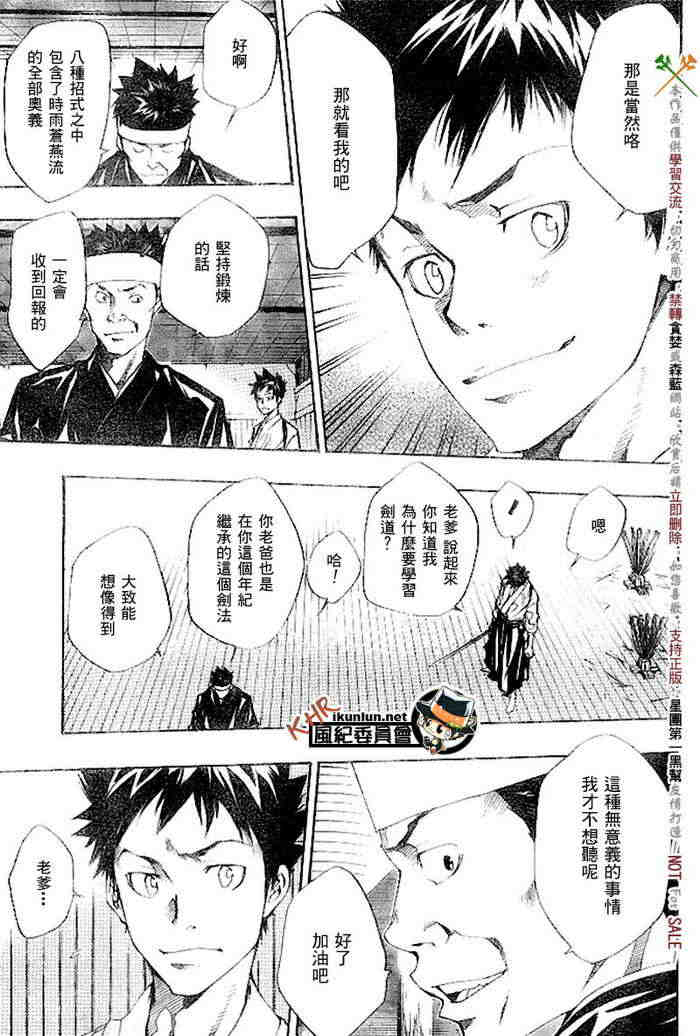 那是當然咯
那就看我的吧
好啊
八種招式之中
包含了時雨蒼燕流
的全部奧義
堅持鍛煉
的話
一定會
收到回報的
嗯
老爹 說起來
你知道我
為什麼要學習
劍道?
哈!
你老爸也是
在你這個年紀
繼承的這個劍法
大致能
想像得到
KHR
ikunlun.net
風紀委員會
這種無意義的事情
我才不想聽呢
好了
加油吧
老爹…
本作品僅供學習交流
禁轉貪婪
森藍網站
欣賞后請立即刪除
如您喜歡
支持正版
星團第一黑幫
友情打造
NOT For SALE